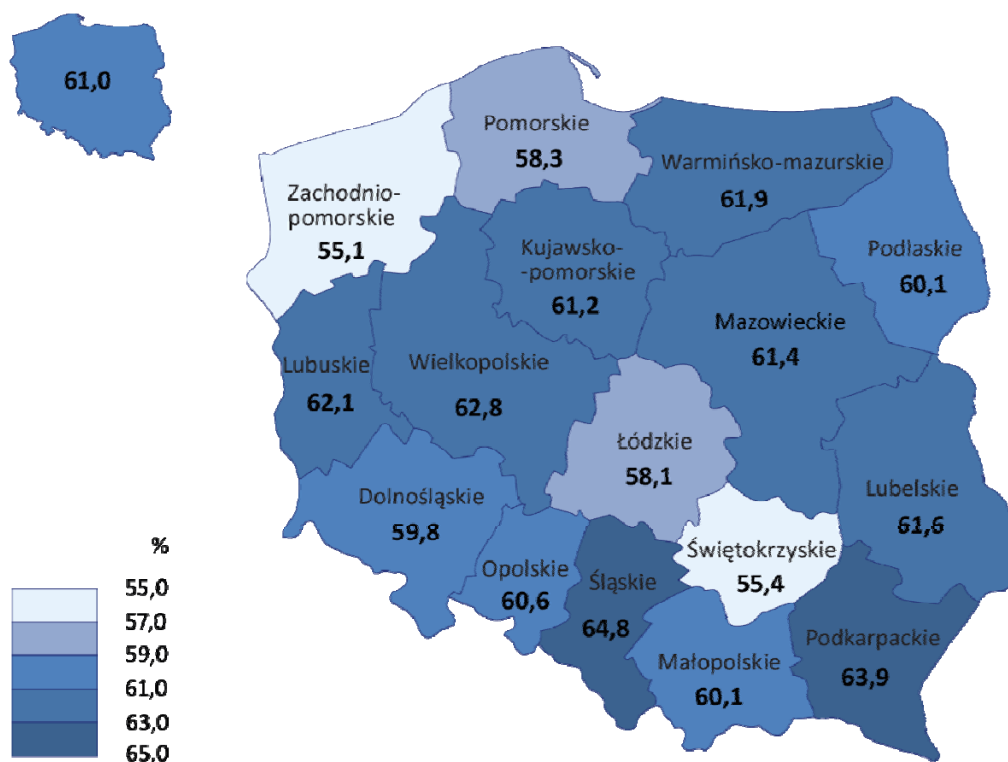 61,0
Pomorskie
58,3
Warmińsko-mazurskie
61,9
Zachodnio-
pomorskie
55,1
Kujawsko-
-pomorskie
61,2
Podlaskie
60,1
Mazowieckie
61,4
Lubuskie
62,1
Wielkopolskie
62,8
Łódzkie
58,1
Lubelskie
61,6
Dolnośląskie
59,8
Opolskie
60,6
Śląskie
64,8
Świętokrzyskie
55,4
Małopolskie
60,1
Podkarpackie
63,9
%
55,0
57,0
59,0
61,0
63,0
65,0